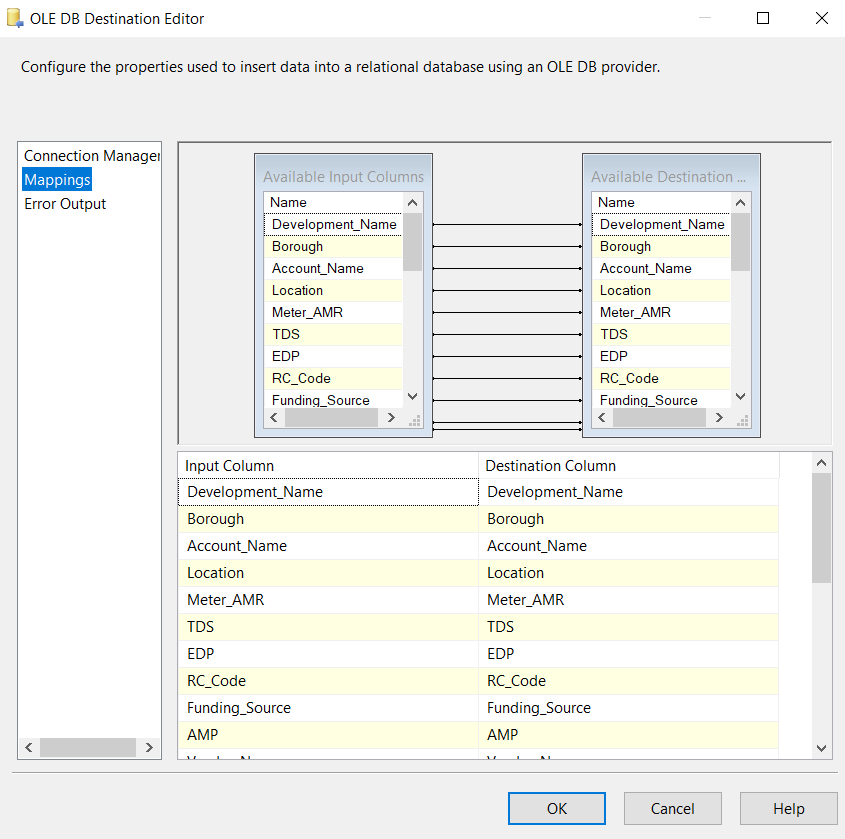 OLE DB Destination Editor
Configure the properties used to insert data into a relational database using an OLE DB provider.
Connection Manager
Mappings
Error Output
Available Input Columns
Name
Development_Name
Borough
Account_Name
Location
Meter_AMR
TDS
EDP
RC_Code
Funding_Source
Available Destination ...
Name
Development_Name
Borough
Account_Name
Location
Meter_AMR
TDS
EDP
RC_Code
Funding_Source
Input Column Destination Column
Development_Name Development_Name
Borough Borough
Account_Name Account_Name
Location Location
Meter_AMR Meter_AMR
TDS TDS
EDP EDP
RC_Code RC_Code
Funding_Source Funding_Source
AMP AMP
OK Cancel Help